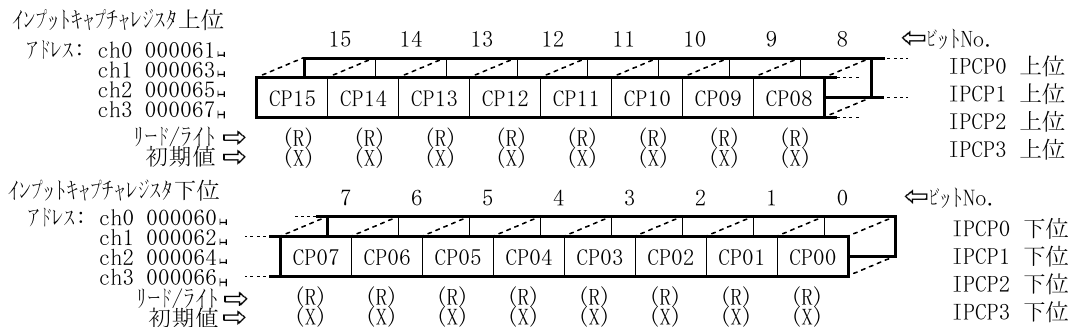 インプットキャプチャレジスタ上位
アドレス: ch0 000061H
ch1 000063H
ch2 000065H
ch3 000067H
15 14 13 12 11 10 9 8 ⇦ビットNo.
CP15 CP14 CP13 CP12 CP11 CP10 CP09 CP08
IPCP0 上位
IPCP1 上位
IPCP2 上位
IPCP3 上位
リード/ライト ⇨ (R) (R) (R) (R) (R) (R) (R) (R)
初期値 ⇨ (X) (X) (X) (X) (X) (X) (X) (X)
インプットキャプチャレジスタ下位
アドレス: ch0 000060H
ch1 000062H
ch2 000064H
ch3 000066H
7 6 5 4 3 2 1 0 ⇦ビットNo.
CP07 CP06 CP05 CP04 CP03 CP02 CP01 CP00
IPCP0 下位
IPCP1 下位
IPCP2 下位
IPCP3 下位
リード/ライト ⇨ (R) (R) (R) (R) (R) (R) (R) (R)
初期値 ⇨ (X) (X) (X) (X) (X) (X) (X) (X)